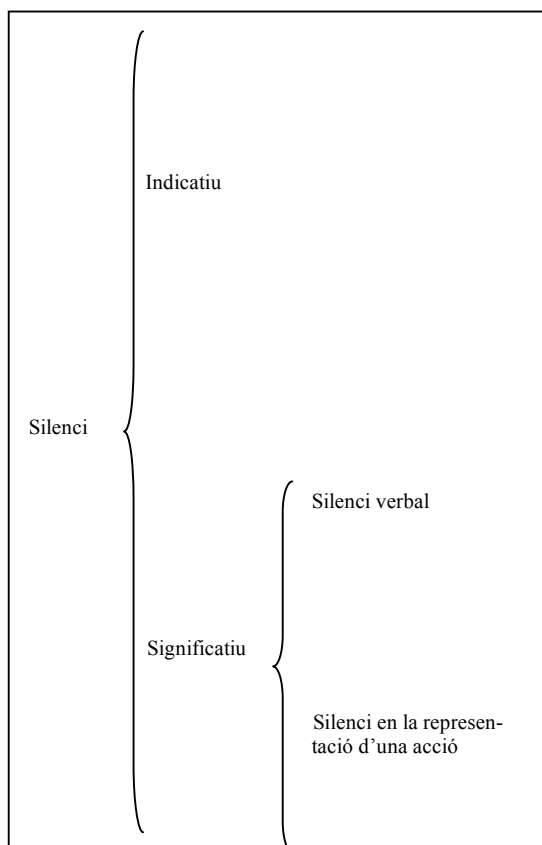 Indicatiu
Silenci
Silenci verbal
Significatiu
Silenci en la represen-
tació d’una acció